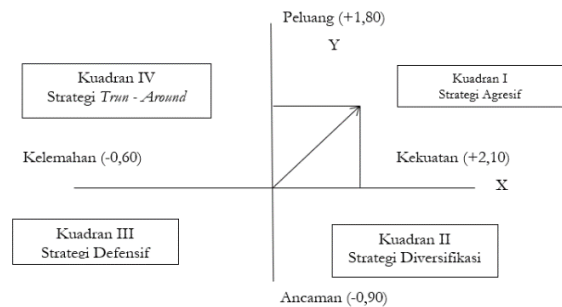 Peluang (+1,80)
Y
Kuadran IV
Strategi Trun - Around
Kuadran I
Strategi Agresif
Kelemahan (-0,60)
Kekuatan (+2,10)
X
Kuadran III
Strategi Defensif
Kuadran II
Strategi Diversifikasi
Ancaman (-0,90)